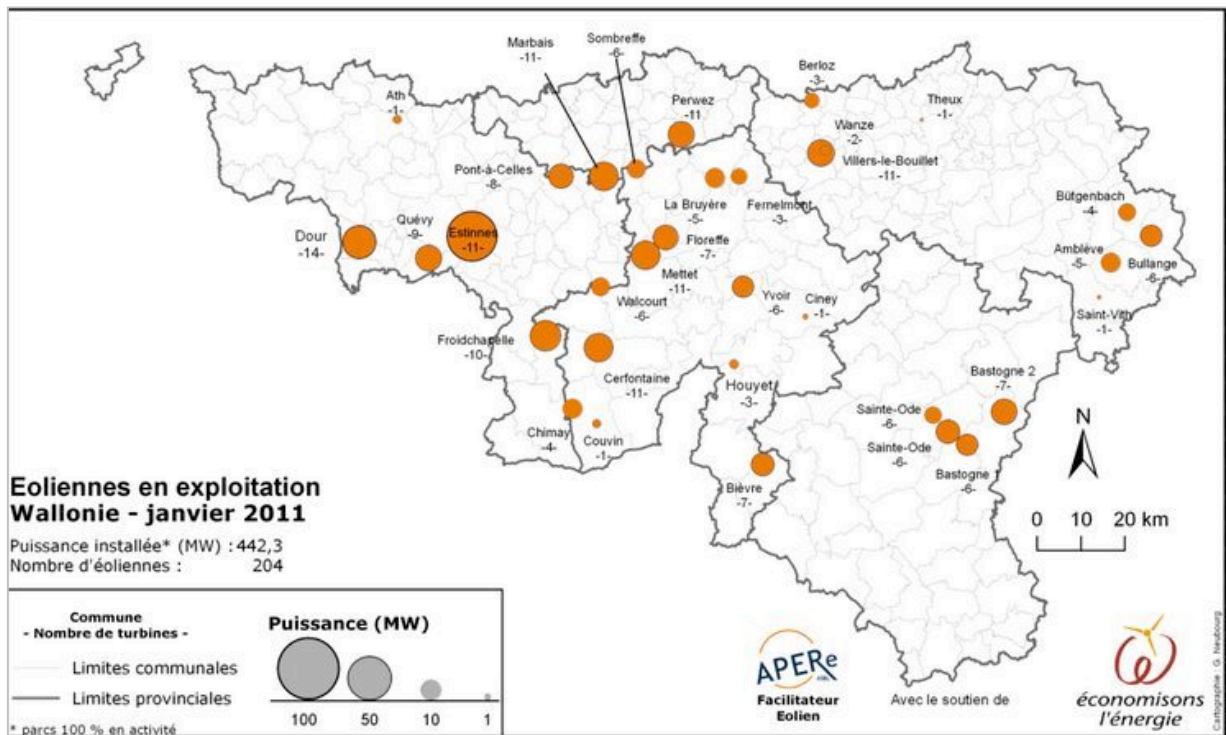 Marbais
-11-
Sombreffe
-6-
Berloz
-3-
Ath
-1-
Perwez
-11
Theux
-1-
Wanze
-2-
Villers-le-Bouillet
-11-
Pont-à-Celles
-8-
La Bruyère
-5-
Fernelmont
-3-
Bütgenbach
-4-
Dour
-14-
Quévy
-9-
Estinnes
-11-
Floreffe
-7-
Mettet
-11-
Amblève
-5-
Bullange
-6-
Walcourt
-6-
Yvoir
-6-
Ciney
-1-
Saint-Vith
-1-
Froidchapelle
-10-
Cerfontaine
-11-
Houyet
-3-
Bastogne 2
-7-
Sainte-Ode
-6-
Sainte-Ode
-6-
Bastogne 1
-6-
Chimay
-4-
Couvin
-1-
Bièvre
-7-
N
0 10 20 km
Eoliennes en exploitation
Wallonie - janvier 2011
Puissance installée* (MW) : 442,3
Nombre d'éoliennes : 204
Commune
- Nombre de turbines -
Limites communales
Limites provinciales
* parcs 100 % en activité
Puissance (MW)
100 50 10 1
APERe
Facilitateur
Eolien
Avec le soutien de
économisons
l'énergie
Cartographie : G. Neubourg